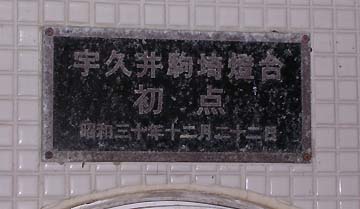 宇久井駒埼燈台
初点
昭和三十年十二月二十二日